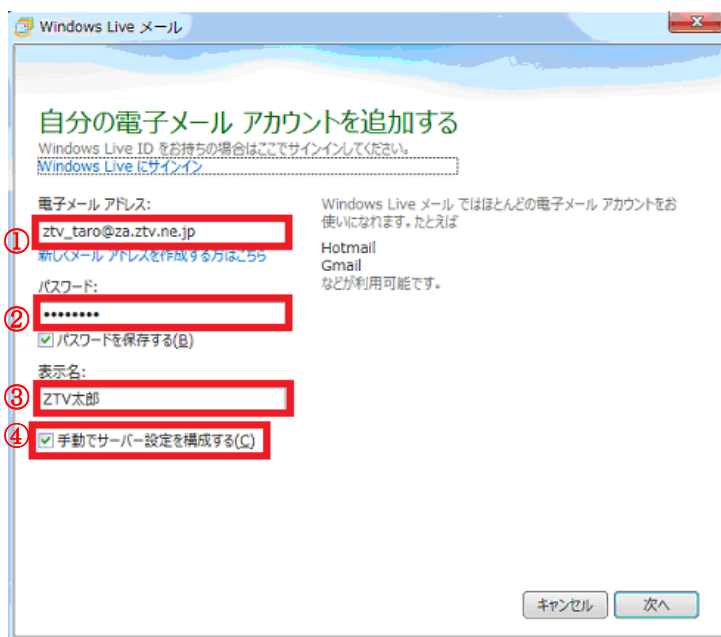 Windows Live メール
自分の電子メール アカウントを追加する
Windows Live ID をお持ちの場合はここでサインインしてください。
Windows Live にサインイン
電子メール アドレス:
① ztv_taro@za.ztv.ne.jp
新しくメール アドレスを作成する方はこちら
パスワード:
② ••••••••
パスワードを保存する(B)
表示名:
③ ZTV太郎
④ 手動でサーバー設定を構成する(C)
Windows Live メール ではほとんどの電子メール アカウントをお
使いになれます。たとえば
Hotmail
Gmail
などが利用可能です。
キャンセル
次へ